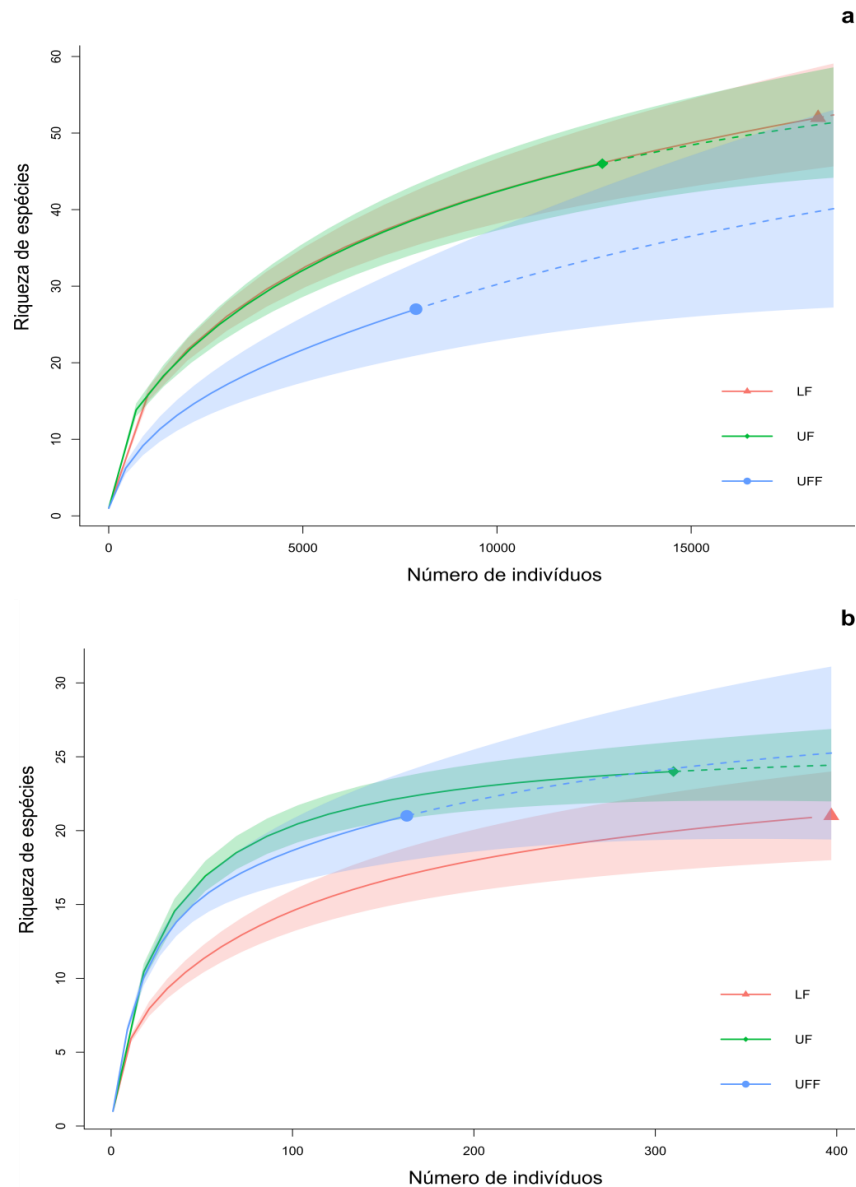 a
Riqueza de espécies
60
50
40
30
20
10
0
LF
UF
UFF
0 5000 10000 15000
Número de indivíduos
b
Riqueza de espécies
30
25
20
15
10
5
0
LF
UF
UFF
0 100 200 300 400
Número de indivíduos